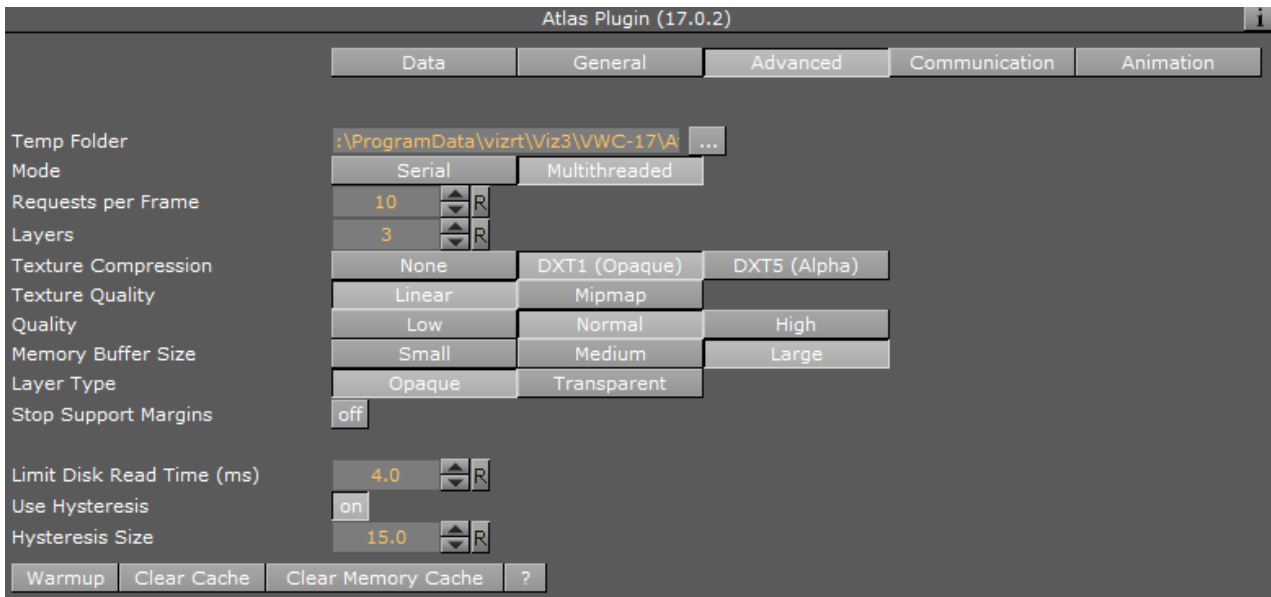 Atlas Plugin (17.0.2) i
Data General Advanced Communication Animation
Temp Folder :\ProgramData\vizrt\Viz3\VWC-17\A ...
Mode Serial Multithreaded
Requests per Frame 10 R
Layers 3 R
Texture Compression None DXT1 (Opaque) DXT5 (Alpha)
Texture Quality Linear Mipmap
Quality Low Normal High
Memory Buffer Size Small Medium Large
Layer Type Opaque Transparent
Stop Support Margins off
Limit Disk Read Time (ms) 4.0 R
Use Hysteresis on
Hysteresis Size 15.0 R
Warmup Clear Cache Clear Memory Cache ?